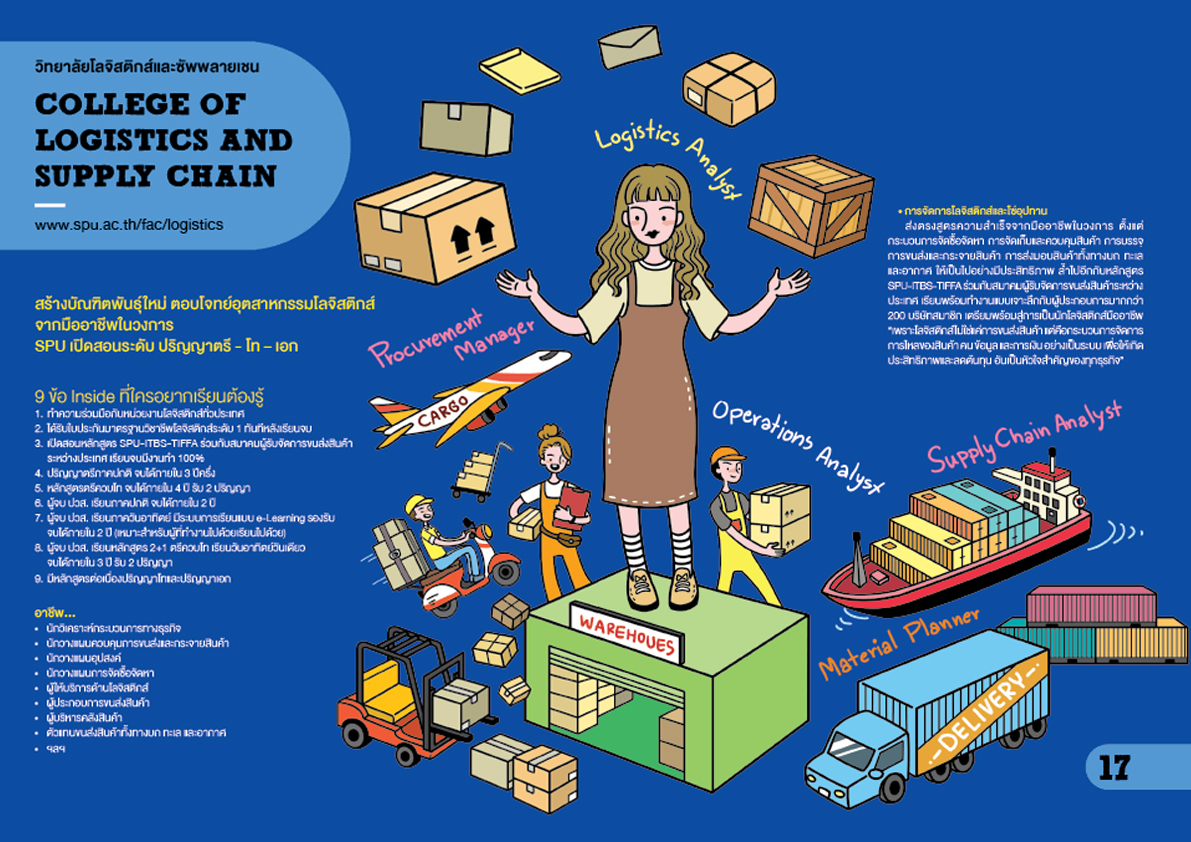 วิทยาลัยโลจิสติกส์และซัพพลายเชน
COLLEGE OF
LOGISTICS AND
SUPPLY CHAIN
www.spu.ac.th/fac/logistics
สร้างบัณฑิตพันธุ์ใหม่ ตอบโจทย์อุตสาหกรรมโลจิสติกส์
จากมืออาชีพในวงการ
SPU เปิดสอนระดับ ปริญญาตรี - โท - เอก
9 ข้อ Inside ที่ใครอยากเรียนต้องรู้
1. ทำความร่วมมือกับหน่วยงานโลจิสติกส์ทั่วประเทศ
2. ได้รับใบประกันมาตรฐานวิชาชีพโลจิสติกส์ระดับ 1 ทันทีหลังเรียนจบ
3. เปิดสอนหลักสูตร SPU-ITBS-TIFFA ร่วมกับสมาคมผู้รับจัดการขนส่งสินค้า
ระหว่างประเทศ เรียนจบมีงานทำ 100%
4. ปริญญาตรีภาคปกติ จบได้ภายใน 3 ปีครึ่ง
5. หลักสูตรตรีควบโท จบได้ภายใน 4 ปี รับ 2 ปริญญา
6. ผู้จบ ปวส. เรียนภาคปกติ จบได้ภายใน 2 ปี
7. ผู้จบ ปวส. เรียนภาควันอาทิตย์ มีระบบการเรียนแบบ e-Learning รองรับ
จบได้ภายใน 2 ปี (เหมาะสำหรับผู้ที่ทำงานไปด้วยเรียนไปด้วย)
8. ผู้จบ ปวส. เรียนหลักสูตร 2+1 ตรีควบโท เรียนวันอาทิตย์วันเดียว
จบได้ภายใน 3 ปี รับ 2 ปริญญา
9. มีหลักสูตรต่อเนื่องปริญญาโทและปริญญาเอก
อาชีพ...
• นักวิเคราะห์กระบวนการทางธุรกิจ
• นักวางแผนควบคุมการขนส่งและกระจายสินค้า
• นักวางแผนอุปสงค์
• นักวางแผนการจัดซื้อจัดหา
• ผู้ให้บริการด้านโลจิสติกส์
• ผู้ประกอบการขนส่งสินค้า
• ผู้บริหารคลังสินค้า
• ตัวแทนขนส่งสินค้าทั้งทางบก ทะเล และอากาศ
• ฯลฯ
Logistics Analyst
Procurement
Manager
CARGO
Operations Analyst
Supply Chain Analyst
Material Planner
WAREHOUES
DELIVERY
• การจัดการโลจิสติกส์และโซ่อุปทาน
ส่งตรงสูตรความสำเร็จจากมืออาชีพในวงการ ตั้งแต่
กระบวนการจัดซื้อจัดหา การจัดเก็บและควบคุมสินค้า การบรรจุ
การขนส่งและกระจายสินค้า การส่งมอบสินค้าทั้งทางบก ทะเล
และอากาศ ให้เป็นไปอย่างมีประสิทธิภาพ ล้ำไปอีกกับหลักสูตร
SPU-ITBS-TIFFA ร่วมกับสมาคมผู้รับจัดการขนส่งสินค้าระหว่าง
ประเทศ เรียนพร้อมทำงานแบบเจาะลึกกับผู้ประกอบการมากกว่า
200 บริษัทสมาชิก เตรียมพร้อมสู่การเป็นนักโลจิสติกส์มืออาชีพ
"เพราะโลจิสติกส์ไม่ใช่แค่การขนส่งสินค้า แต่คือกระบวนการจัดการ
การไหลของสินค้า คน ข้อมูล และการเงิน อย่างเป็นระบบ เพื่อให้เกิด
ประสิทธิภาพและลดต้นทุน อันเป็นหัวใจสำคัญของทุกธุรกิจ"
17